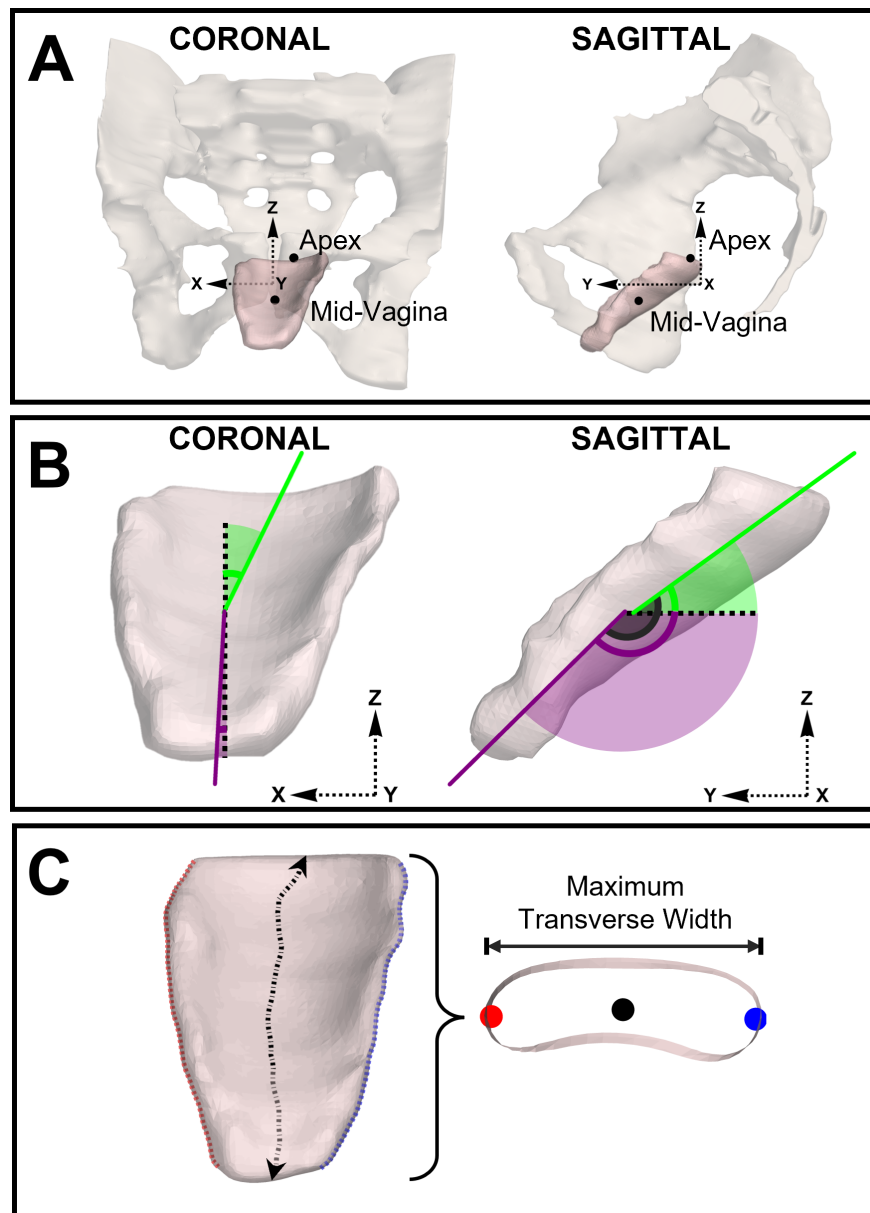 A
CORONAL
SAGITTAL
Z
Apex
X
Y
Mid-Vagina
Z
Apex
Y
X
Mid-Vagina
B
CORONAL
SAGITTAL
Z
X
Y
Z
Y
X
C
Maximum
Transverse Width